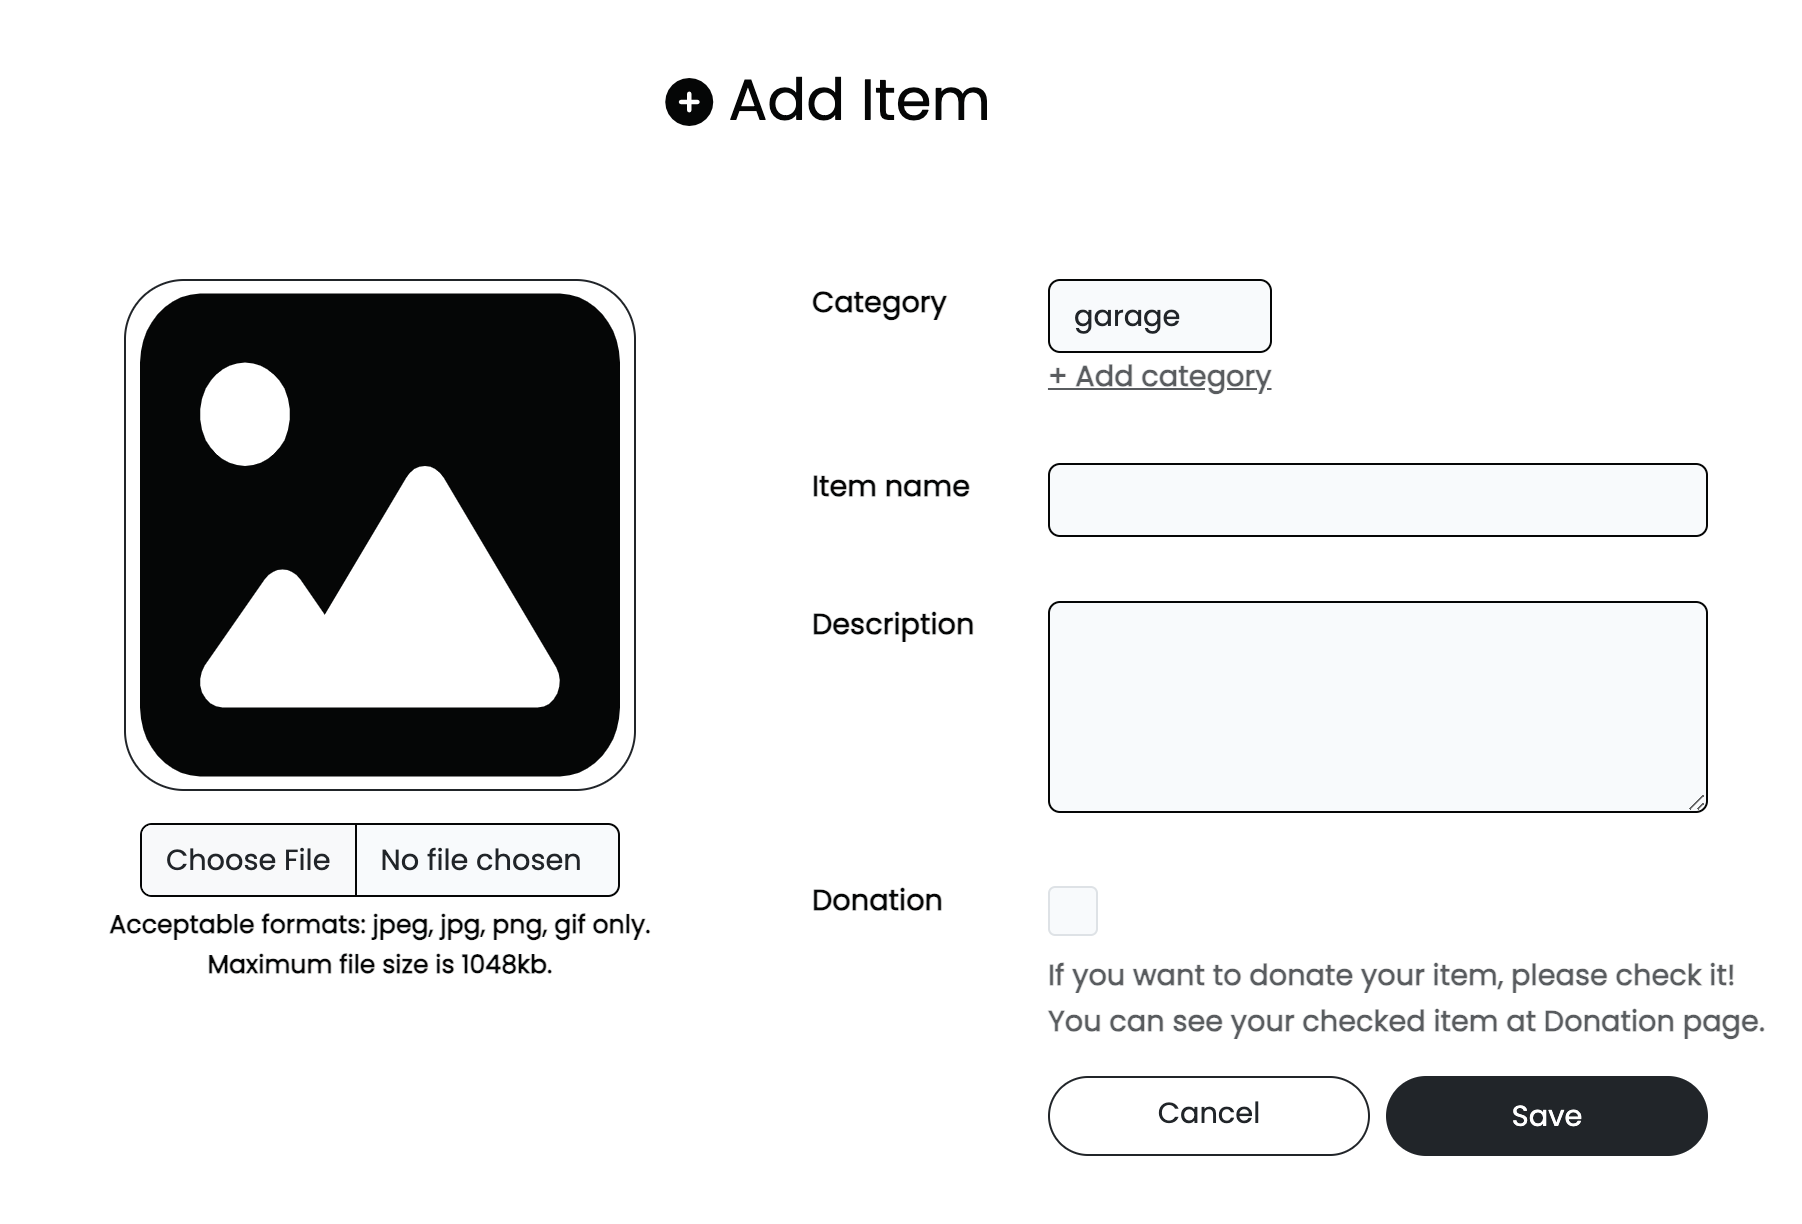 Add Item
Category
garage
+ Add category
Item name
Description
Choose File
No file chosen
Acceptable formats: jpeg, jpg, png, gif only.
Maximum file size is 1048kb.
Donation
If you want to donate your item, please check it!
You can see your checked item at Donation page.
Cancel
Save